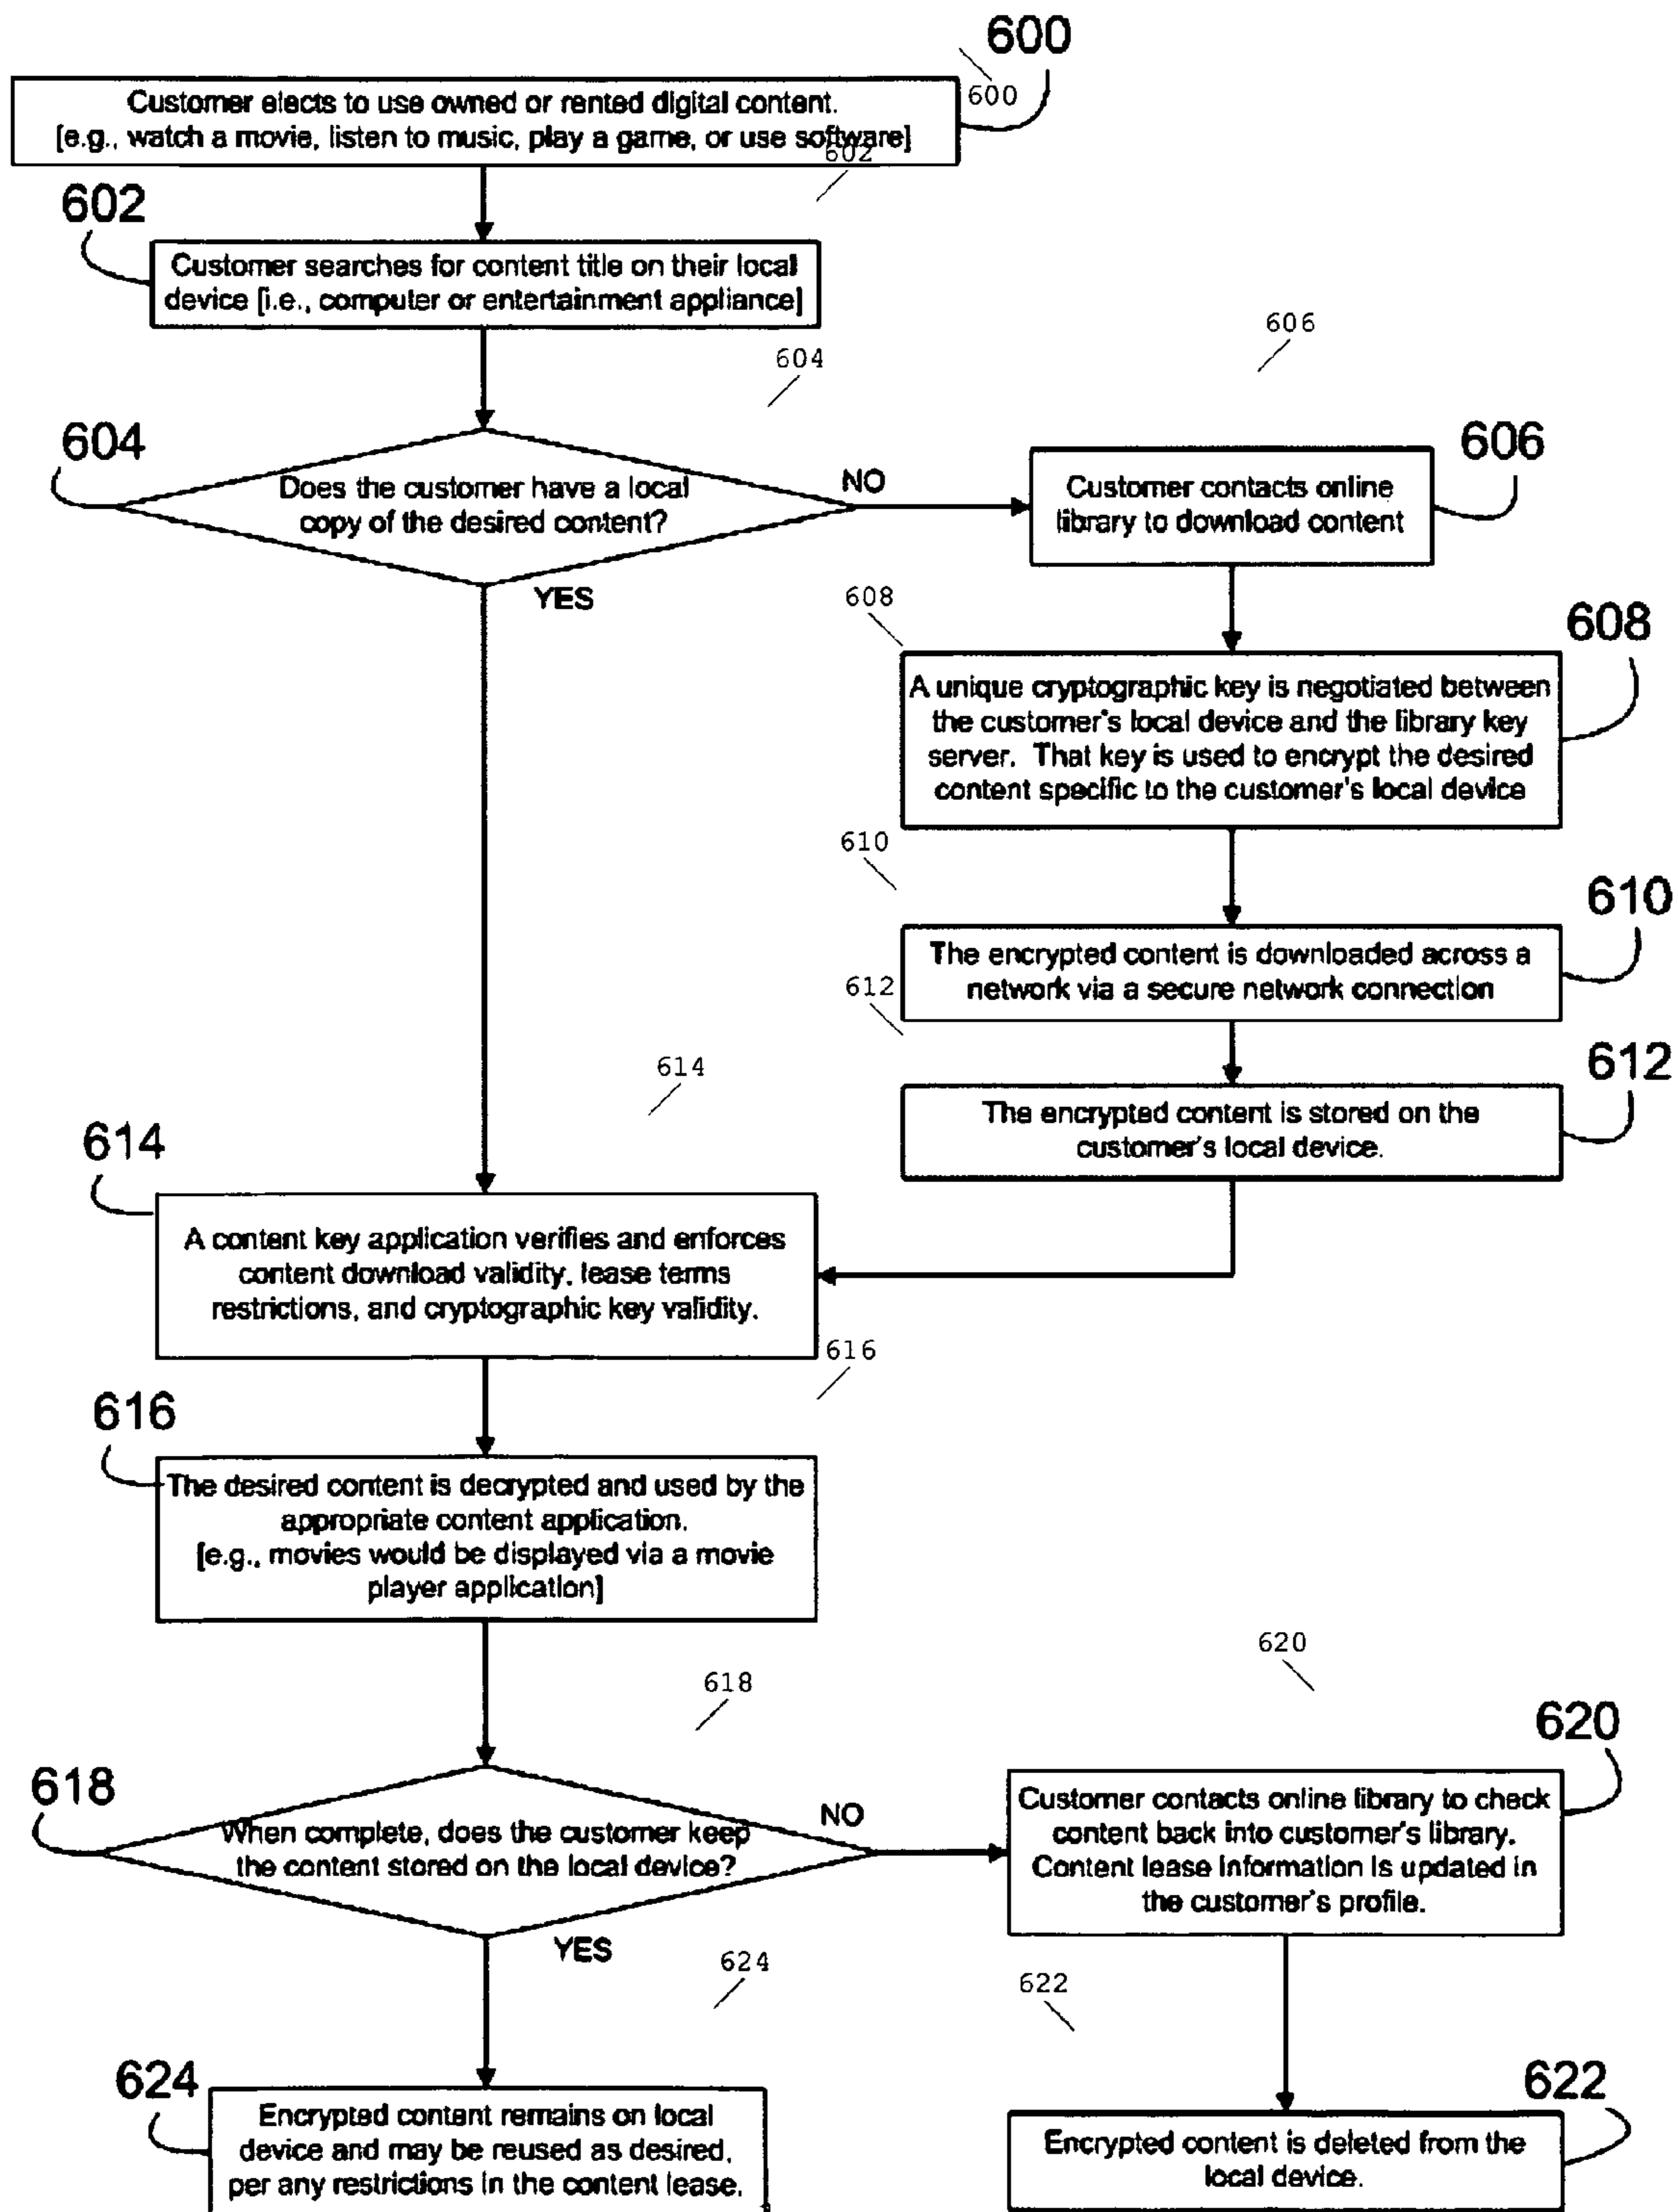 600
600
Customer elects to use owned or rented digital content.
[e.g., watch a movie, listen to music, play a game, or use software]
602
602
Customer searches for content title on their local
device [i.e., computer or entertainment appliance]
606
604
604
606
Does the customer have a local
copy of the desired content?
NO
YES
Customer contacts online
library to download content
608
608
A unique cryptographic key is negotiated between
the customer's local device and the library key
server. That key is used to encrypt the desired
content specific to the customer's local device
610
610
The encrypted content is downloaded across a
network via a secure network connection
612
612
The encrypted content is stored on the
customer's local device.
614
614
A content key application verifies and enforces
content download validity, lease terms
restrictions, and cryptographic key validity.
616
616
The desired content is decrypted and used by the
appropriate content application.
[e.g., movies would be displayed via a movie
player application]
620
618
620
618
When complete, does the customer keep
the content stored on the local device?
NO
YES
Customer contacts online library to check
content back into customer's library.
Content lease information is updated in
the customer's profile.
624
622
624
622
Encrypted content remains on local
device and may be reused as desired,
per any restrictions in the content lease.
Encrypted content is deleted from the
local device.